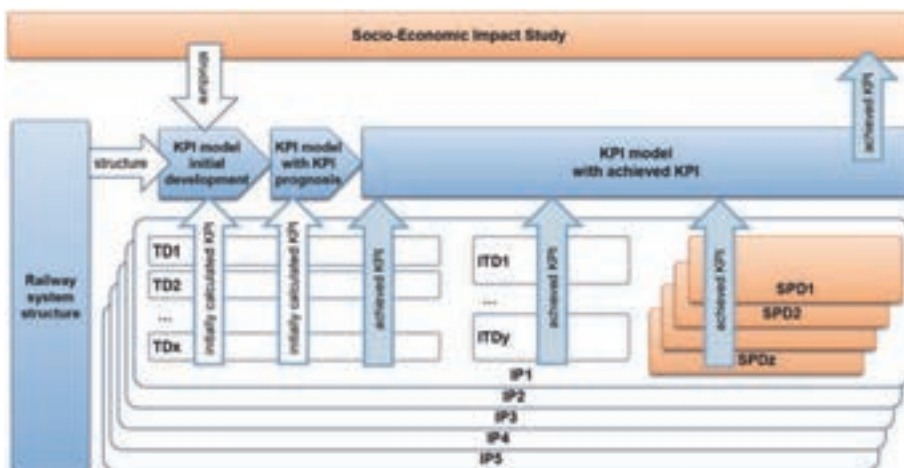 Socio-Economic Impact Study
structure
achieved KPI
Railway
system
structure
structure
KPI model
initial
development
KPI
model
with KPI
prognosis
KPI model
with achieved KPI
initially calculated KPI
initially calculated KPI
achieved KPI
achieved KPI
achieved KPI
TD1
TD2
...
TDx
ITD1
...
ITDy
SPD1
SPD2
SPDz
IP1
IP2
IP3
IP4
IP5